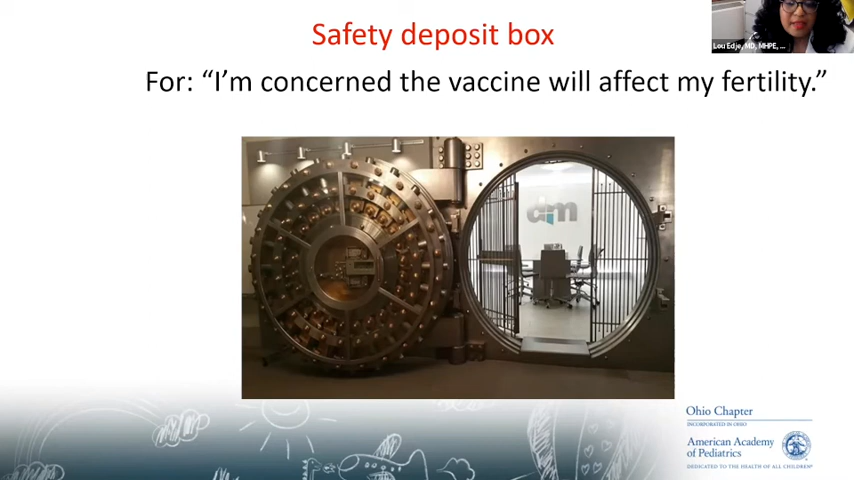 Safety deposit box
Lou Edje, MD, MHPE, ...
For: “I’m concerned the vaccine will affect my fertility.”
dm
Ohio Chapter
INCORPORATED IN OHIO
American Academy
of Pediatrics
DEDICATED TO THE HEALTH OF ALL CHILDREN®